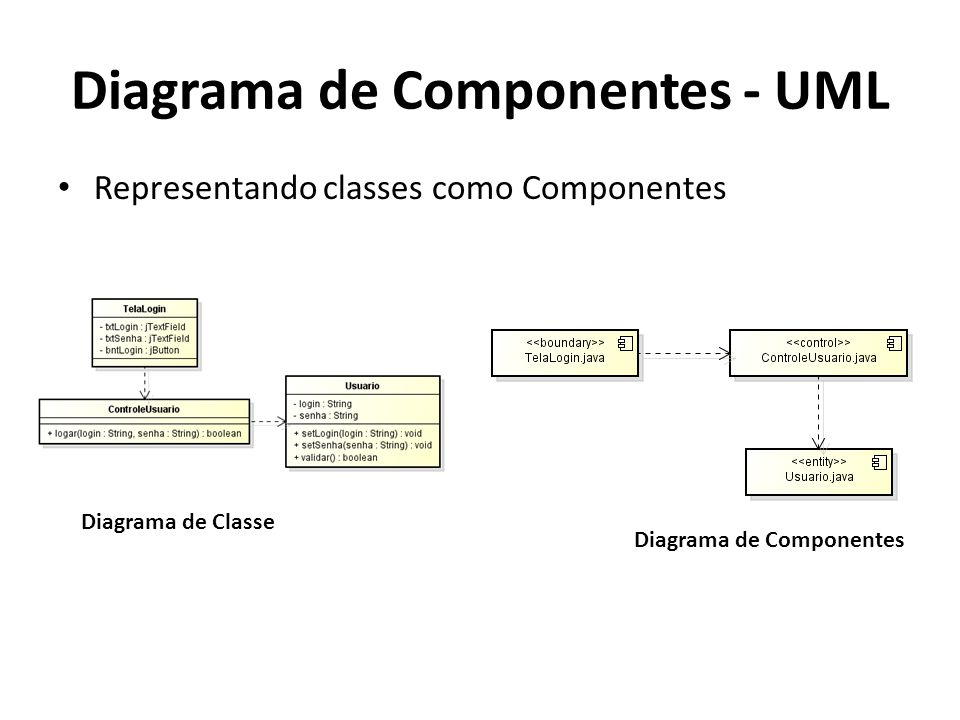 Diagrama de Componentes - UML
• Representando classes como Componentes
TelaLogin
- txtLogin : jTextField
- txtSenha : jTextField
- bntLogin : jButton
ControleUsuario
+ logar(login : String, senha : String) : boolean
Usuario
- login : String
- senha : String
+ setLogin(login : String) : void
+ setSenha(senha : String) : void
+ validar() : boolean
Diagrama de Classe
<<boundary>>
TelaLogin.java
<<control>>
ControleUsuario.java
<<entity>>
Usuario.java
Diagrama de Componentes